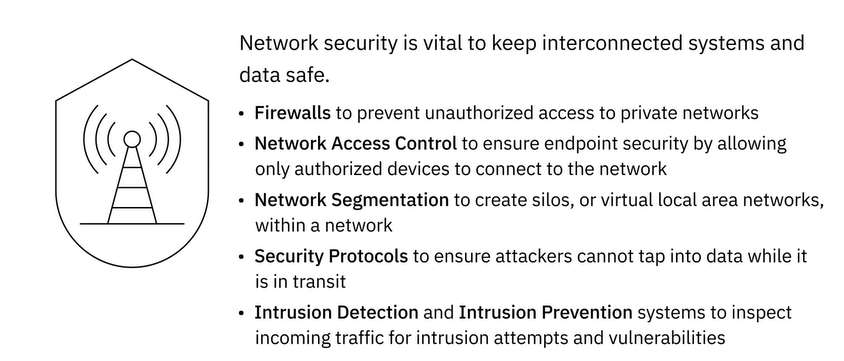 Network security is vital to keep interconnected systems and
data safe.
• Firewalls to prevent unauthorized access to private networks
• Network Access Control to ensure endpoint security by allowing
only authorized devices to connect to the network
• Network Segmentation to create silos, or virtual local area networks,
within a network
• Security Protocols to ensure attackers cannot tap into data while it
is in transit
• Intrusion Detection and Intrusion Prevention systems to inspect
incoming traffic for intrusion attempts and vulnerabilities